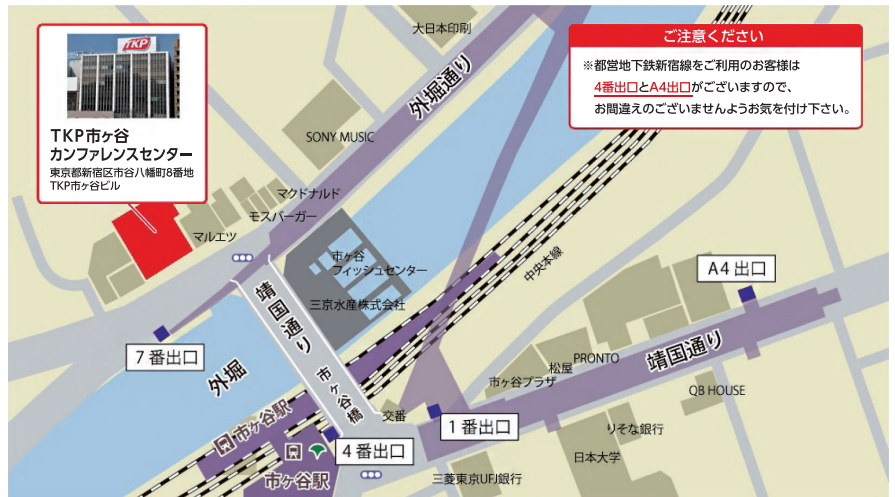 TKP
TKP市ヶ谷
カンファレンスセンター
東京都新宿区市谷八幡町8番地
TKP市ヶ谷ビル
ご注意ください
※都営地下鉄新宿線をご利用のお客様は
4番出口とA4出口がございますので、
お間違えのございませんようお気を付け下さい。
大日本印刷
外堀通り
SONY MUSIC
マクドナルド
モスバーガー
マルエツ
市ヶ谷
フィッシュセンター
三京水産株式会社
中央本線
A4出口
靖国通り
7番出口
外堀
市ヶ谷橋
PRONTO
松屋
市ヶ谷プラザ
靖国通り
QB HOUSE
交番
1番出口
りそな銀行
日本大学
市ヶ谷駅
4番出口
市ヶ谷駅
三菱東京UFJ銀行